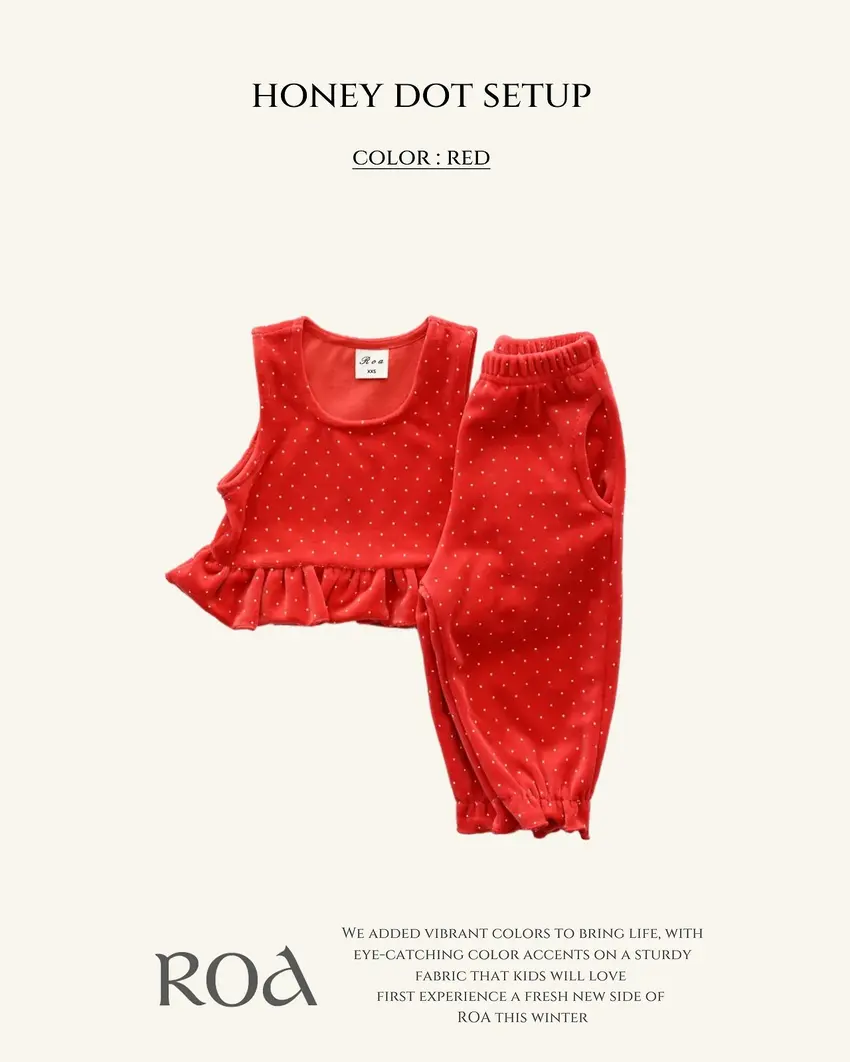 HONEY DOT SETUP
COLOR : RED
Roa
XXS
WE ADDED VIBRANT COLORS TO BRING LIFE, WITH
EYE-CATCHING COLOR ACCENTS ON A STURDY
FABRIC THAT KIDS WILL LOVE
FIRST EXPERIENCE A FRESH NEW SIDE OF
ROA THIS WINTER
ROA